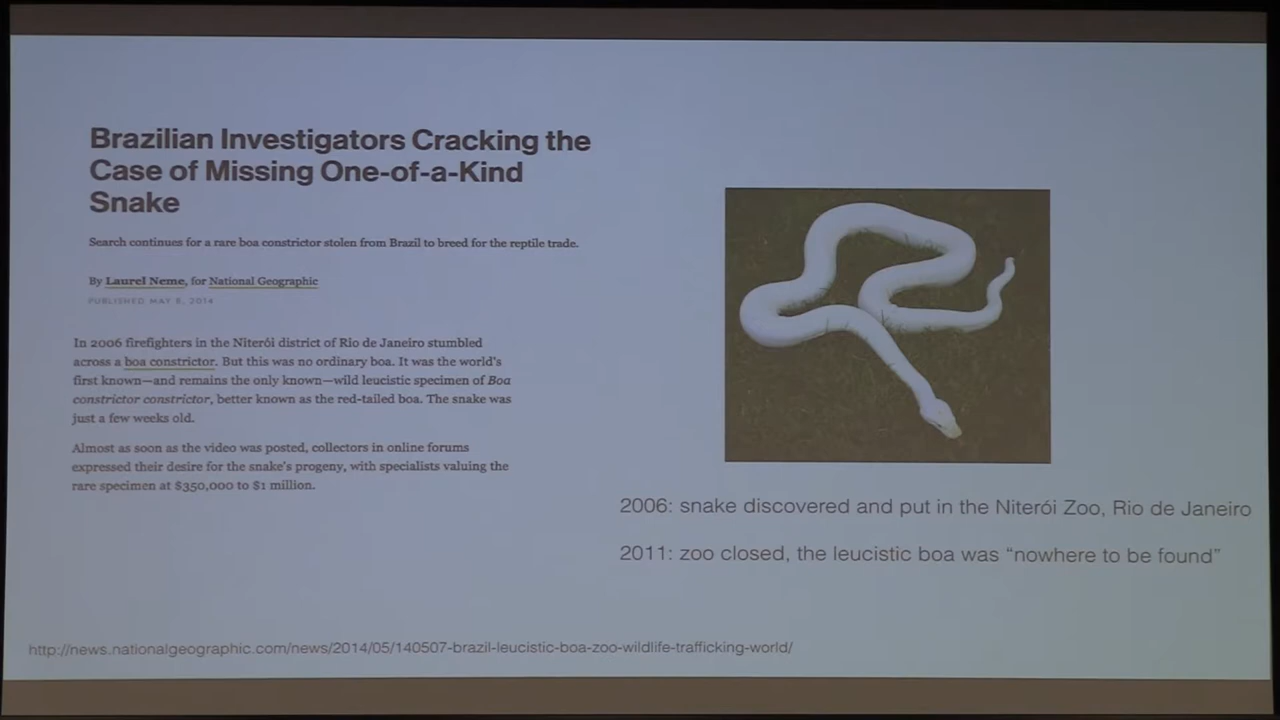 Brazilian Investigators Cracking the
Case of Missing One-of-a-Kind
Snake
Search continues for a rare boa constrictor stolen from Brazil to breed for the reptile trade.
By Laurel Neme, for National Geographic
PUBLISHED MAY 8, 2014
In 2006 firefighters in the Niterói district of Rio de Janeiro stumbled
across a boa constrictor. But this was no ordinary boa. It was the world's
first known—and remains the only known—wild leucistic specimen of Boa
constrictor constrictor, better known as the red-tailed boa. The snake was
just a few weeks old.
Almost as soon as the video was posted, collectors in online forums
expressed their desire for the snake's progeny, with specialists valuing the
rare specimen at $350,000 to $1 million.
2006: snake discovered and put in the Niterói Zoo, Rio de Janeiro
2011: zoo closed, the leucistic boa was “nowhere to be found”
http://news.nationalgeographic.com/news/2014/05/140507-brazil-leucistic-boa-zoo-wildlife-trafficking-world/